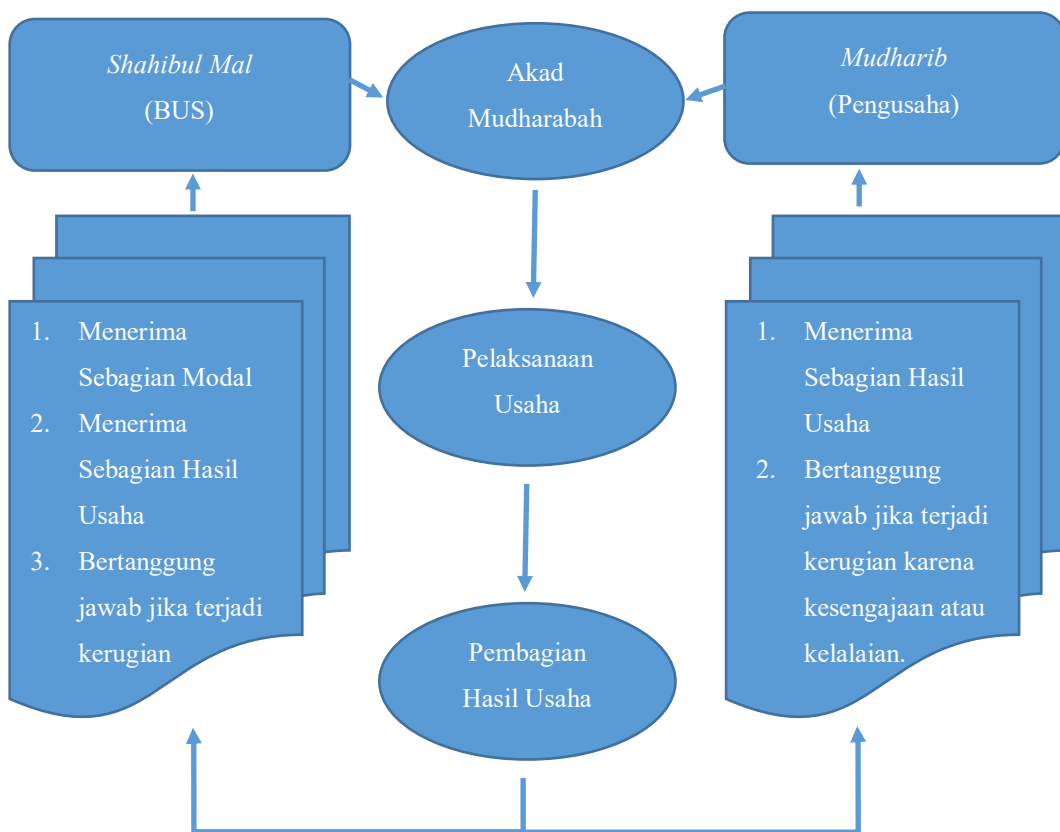 Shahibul Mal
(BUS)
Akad
Mudharabah
Mudharib
(Pengusaha)
1. Menerima
Sebagian Modal
2. Menerima
Sebagian Hasil
Usaha
3. Bertanggung
jawab jika terjadi
kerugian
Pelaksanaan
Usaha
Pembagian
Hasil Usaha
1. Menerima
Sebagian Hasil
Usaha
2. Bertanggung
jawab jika terjadi
kerugian karena
kesengajaan atau
kelalaian.